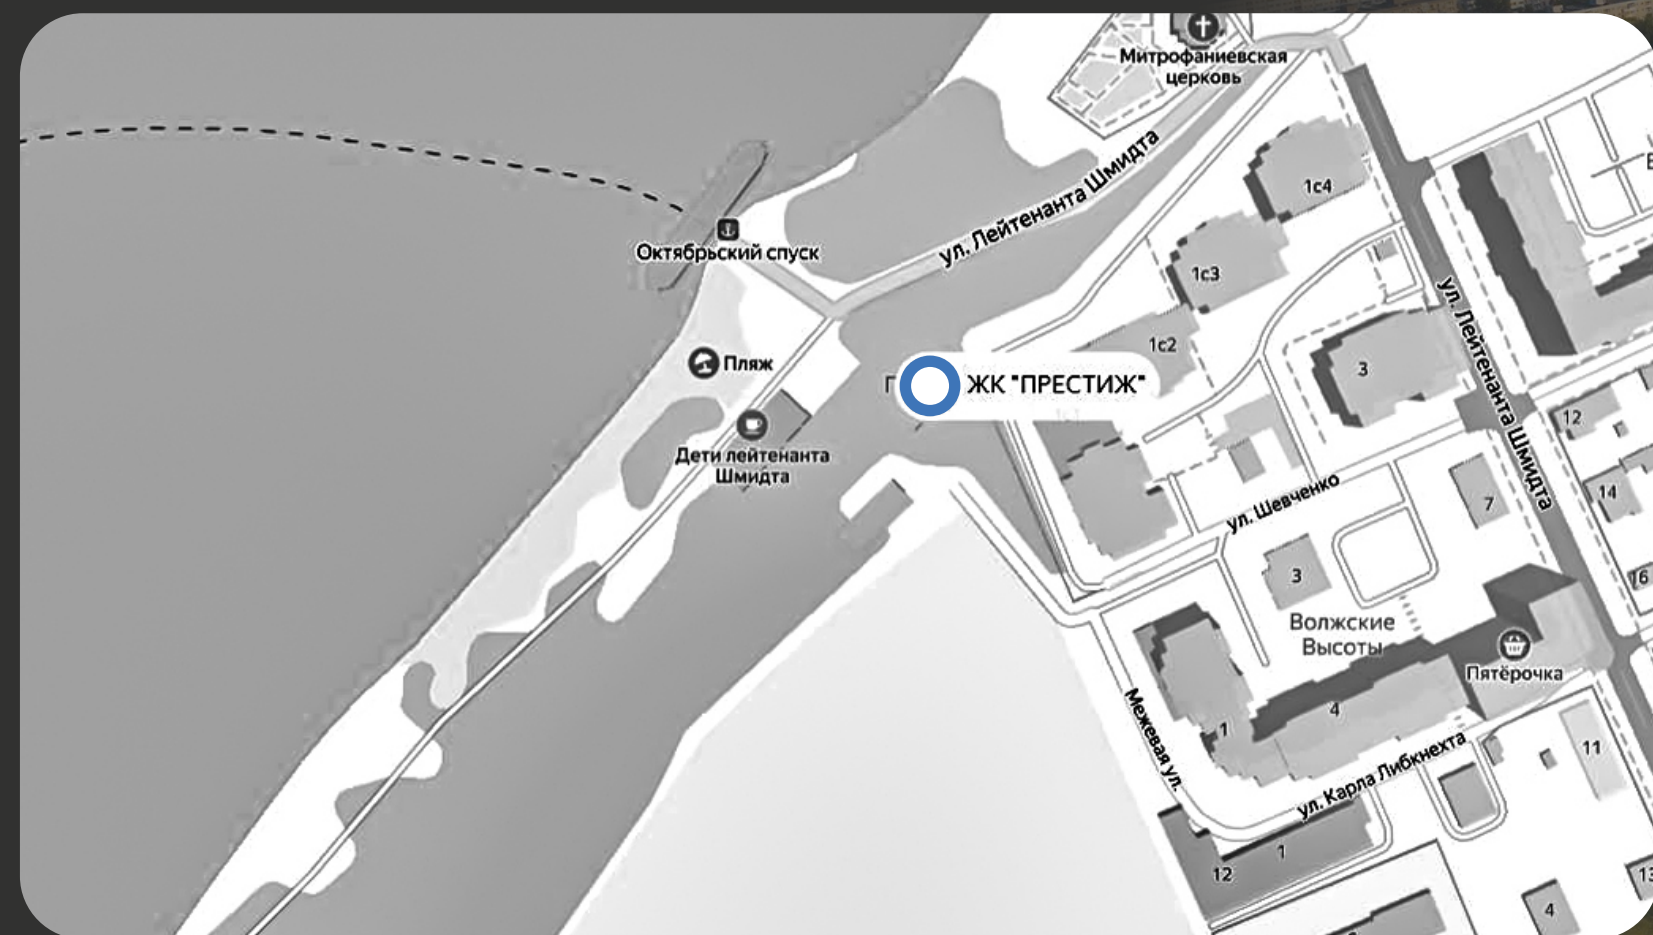 Митрофаниевская
церковь
ул. Лейтенанта Шмидта
1с4
Октябрьский спуск
1с3
1с2
ул. Лейтенанта Шмидта
Пляж
3
ЖК "ПРЕСТИЖ"
12
Дети лейтенанта
Шмидта
ул. Шевченко
7
14
3
16
Волжские
Высоты
Пятёрочка
Межевая ул.
1
4
11
ул. Карла Либкнехта
1
12
13
4